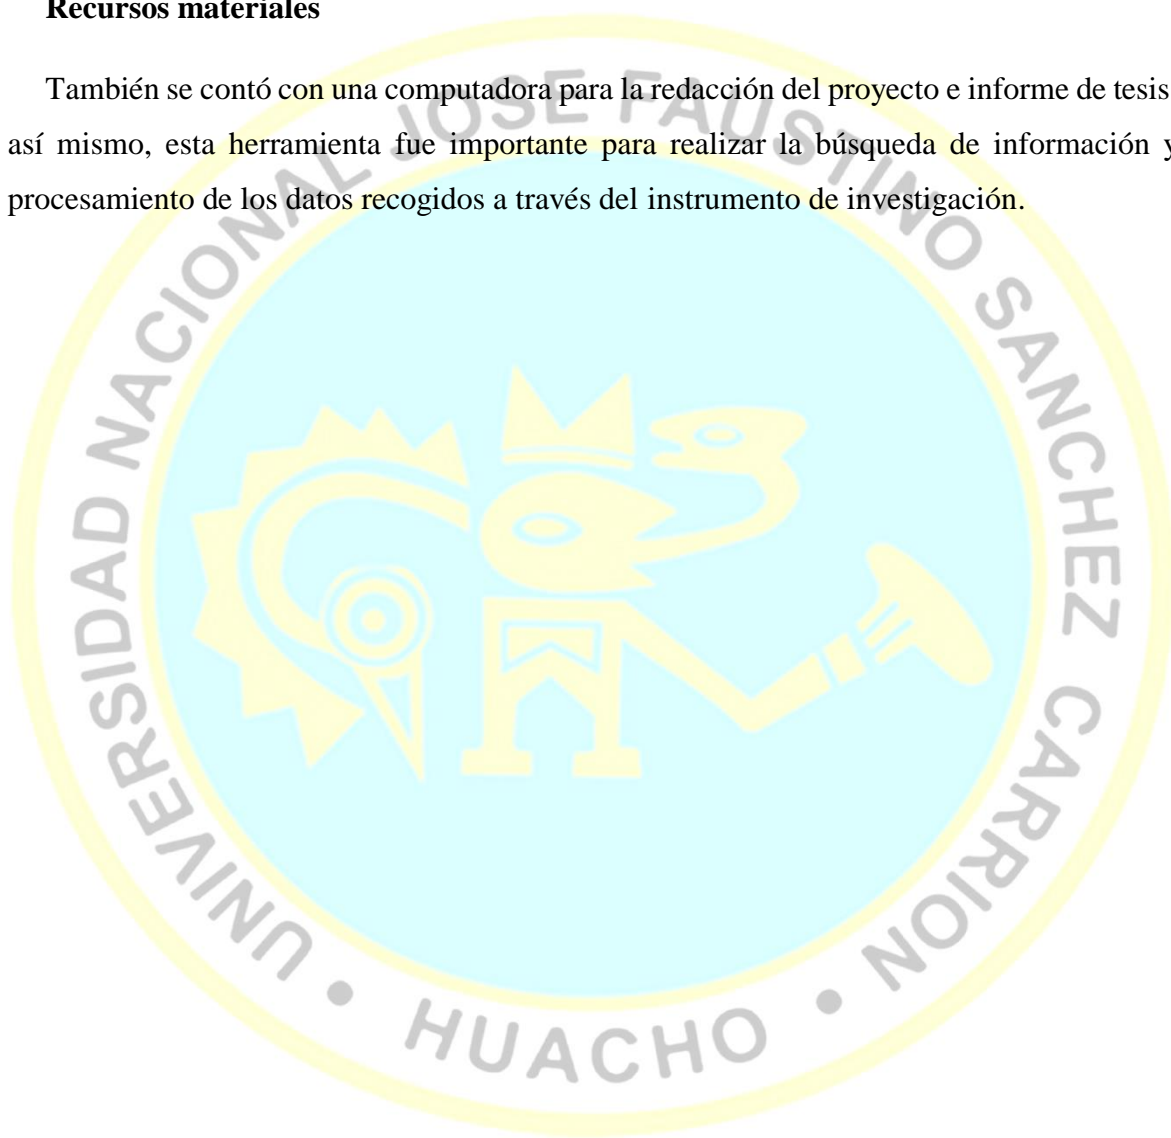 Recursos materiales
También se contó con una computadora para la redacción del proyecto e informe de tesis
así mismo, esta herramienta fue importante para realizar la búsqueda de información y
procesamiento de los datos recogidos a través del instrumento de investigación.
UNIVERSIDAD NACIONAL JOSE FAUSTINO SANCHEZ CARRION • HUACHO •